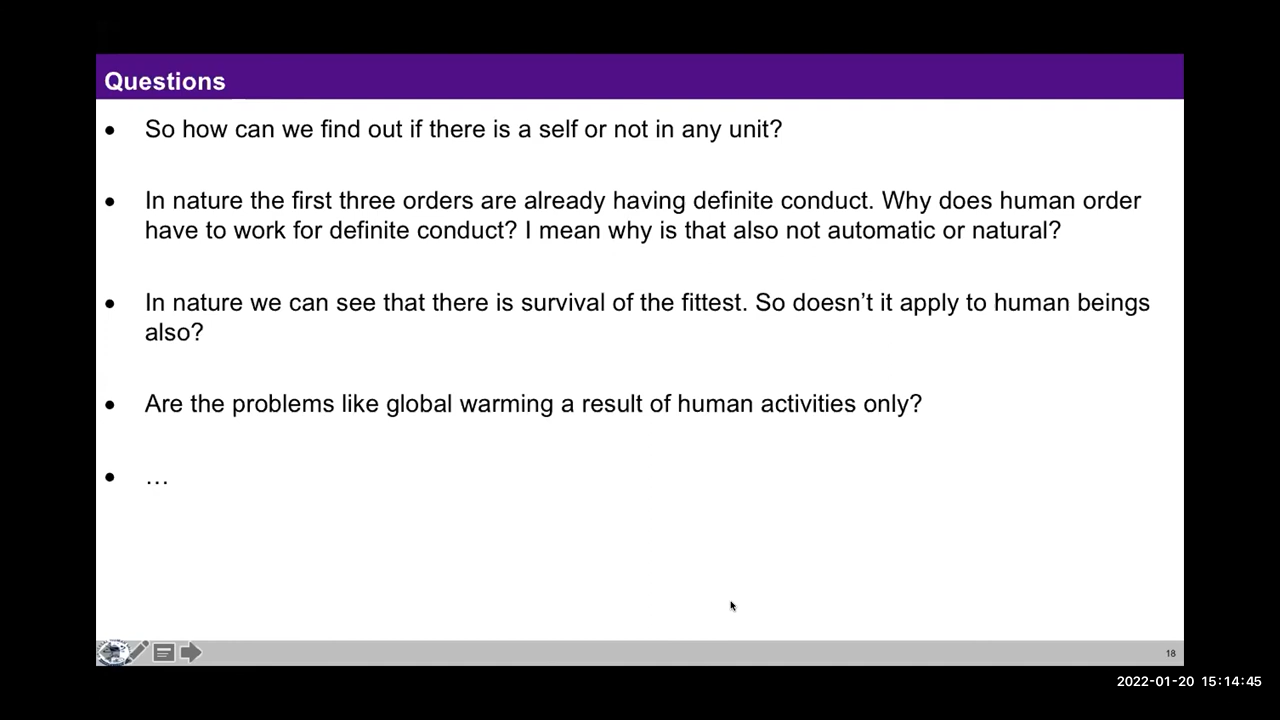 Questions
• So how can we find out if there is a self or not in any unit?
• In nature the first three orders are already having definite conduct. Why does human order
have to work for definite conduct? I mean why is that also not automatic or natural?
• In nature we can see that there is survival of the fittest. So doesn’t it apply to human beings
also?
• Are the problems like global warming a result of human activities only?
• …
18
2022-01-20 15:14:45